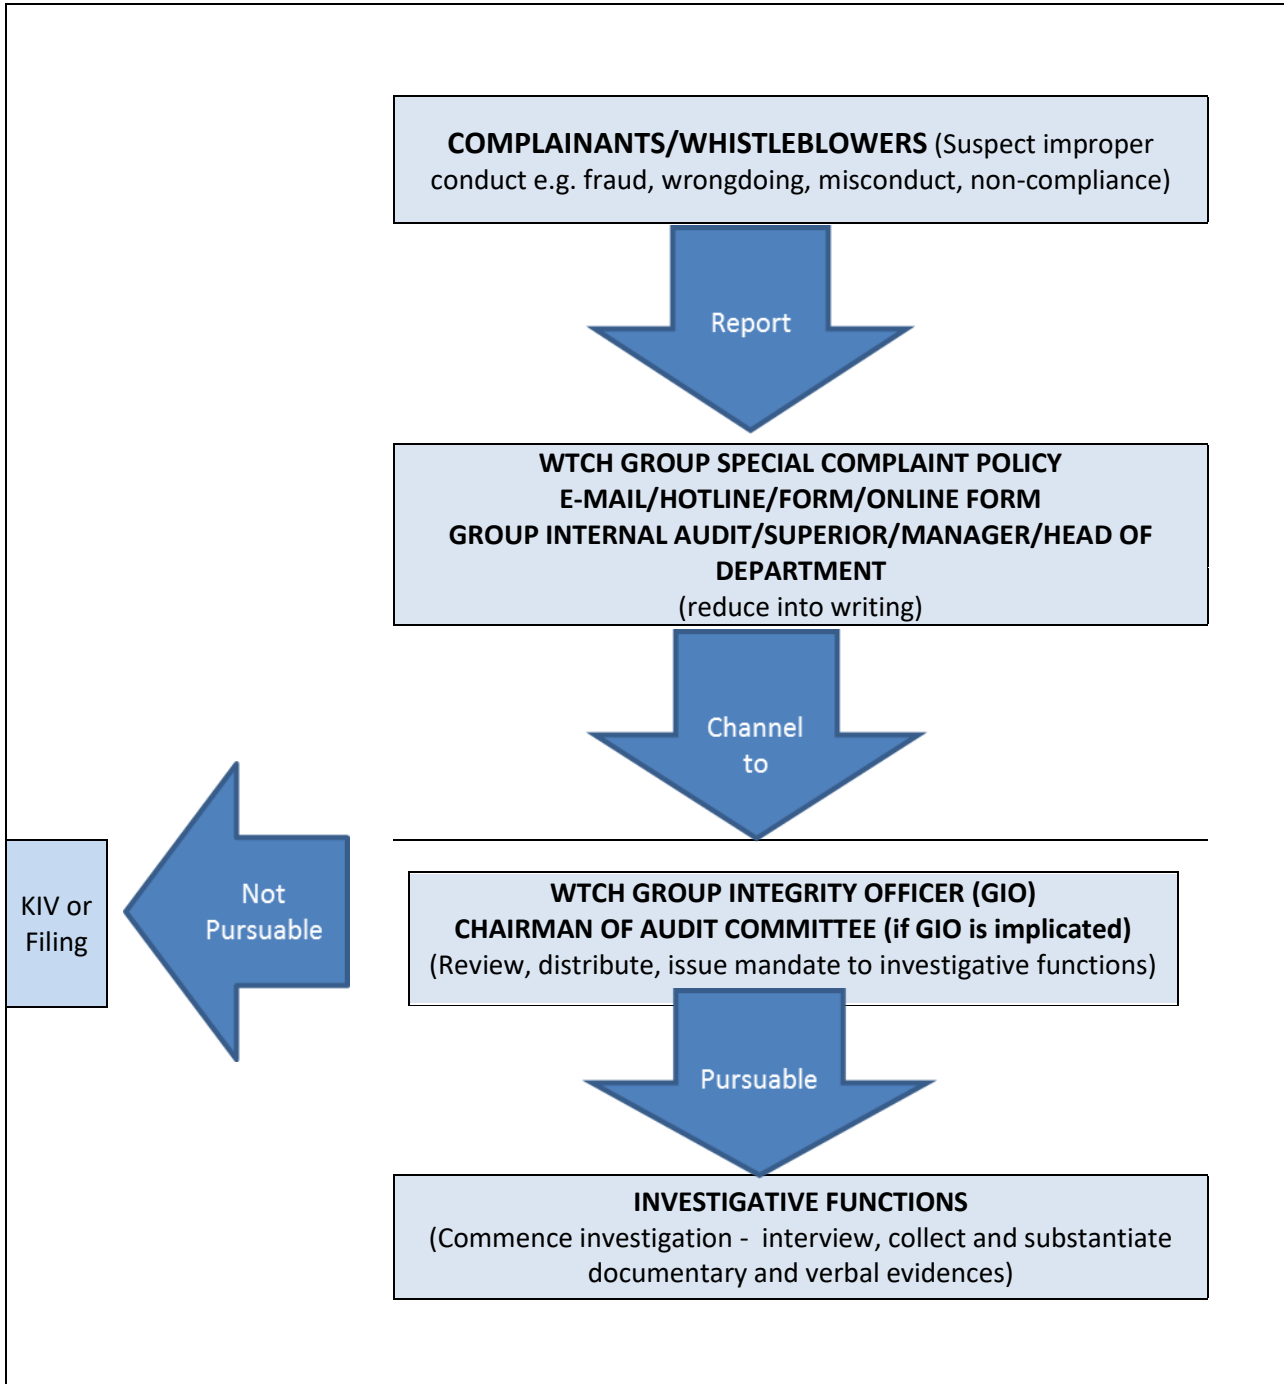 COMPLAINANTS/WHISTLEBLOWERS (Suspect improper
conduct e.g. fraud, wrongdoing, misconduct, non-compliance)
Report
WTCH GROUP SPECIAL COMPLAINT POLICY
E-MAIL/HOTLINE/FORM/ONLINE FORM
GROUP INTERNAL AUDIT/SUPERIOR/MANAGER/HEAD OF
DEPARTMENT
(reduce into writing)
Channel
to
KIV or
Filing
Not
Pursuable
WTCH GROUP INTEGRITY OFFICER (GIO)
CHAIRMAN OF AUDIT COMMITTEE (if GIO is implicated)
(Review, distribute, issue mandate to investigative functions)
Pursuable
INVESTIGATIVE FUNCTIONS
(Commence investigation -  interview, collect and substantiate
documentary and verbal evidences)